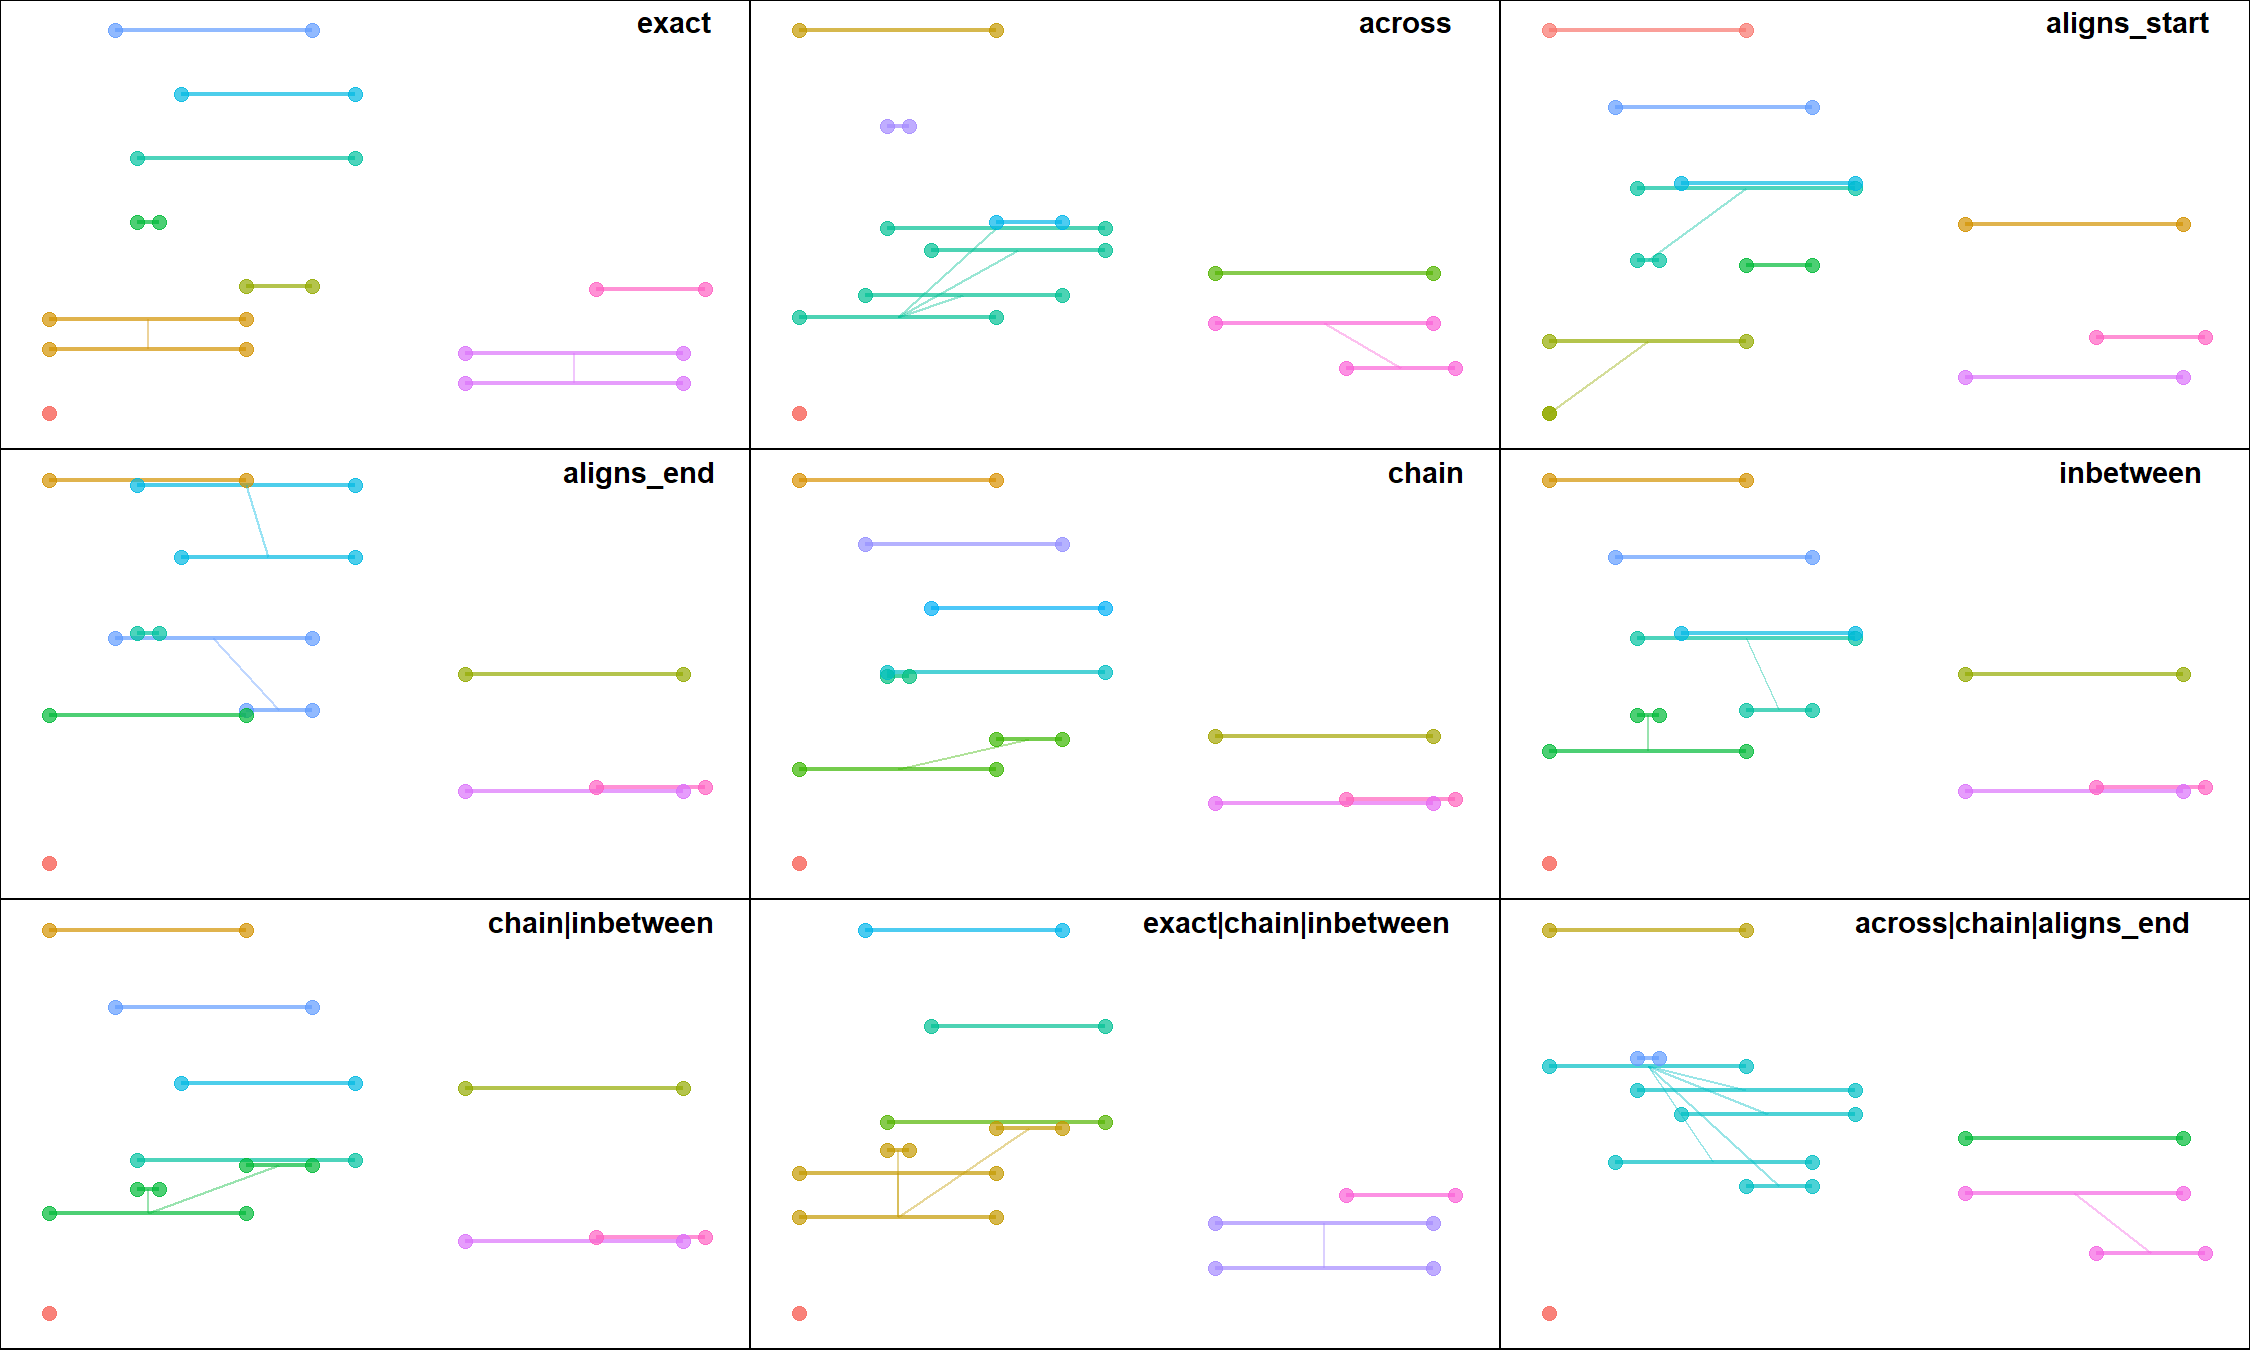 exact
across
aligns_start
aligns_end
chain
inbetween
chain|inbetween
exact|chain|inbetween
across|chain|aligns_end